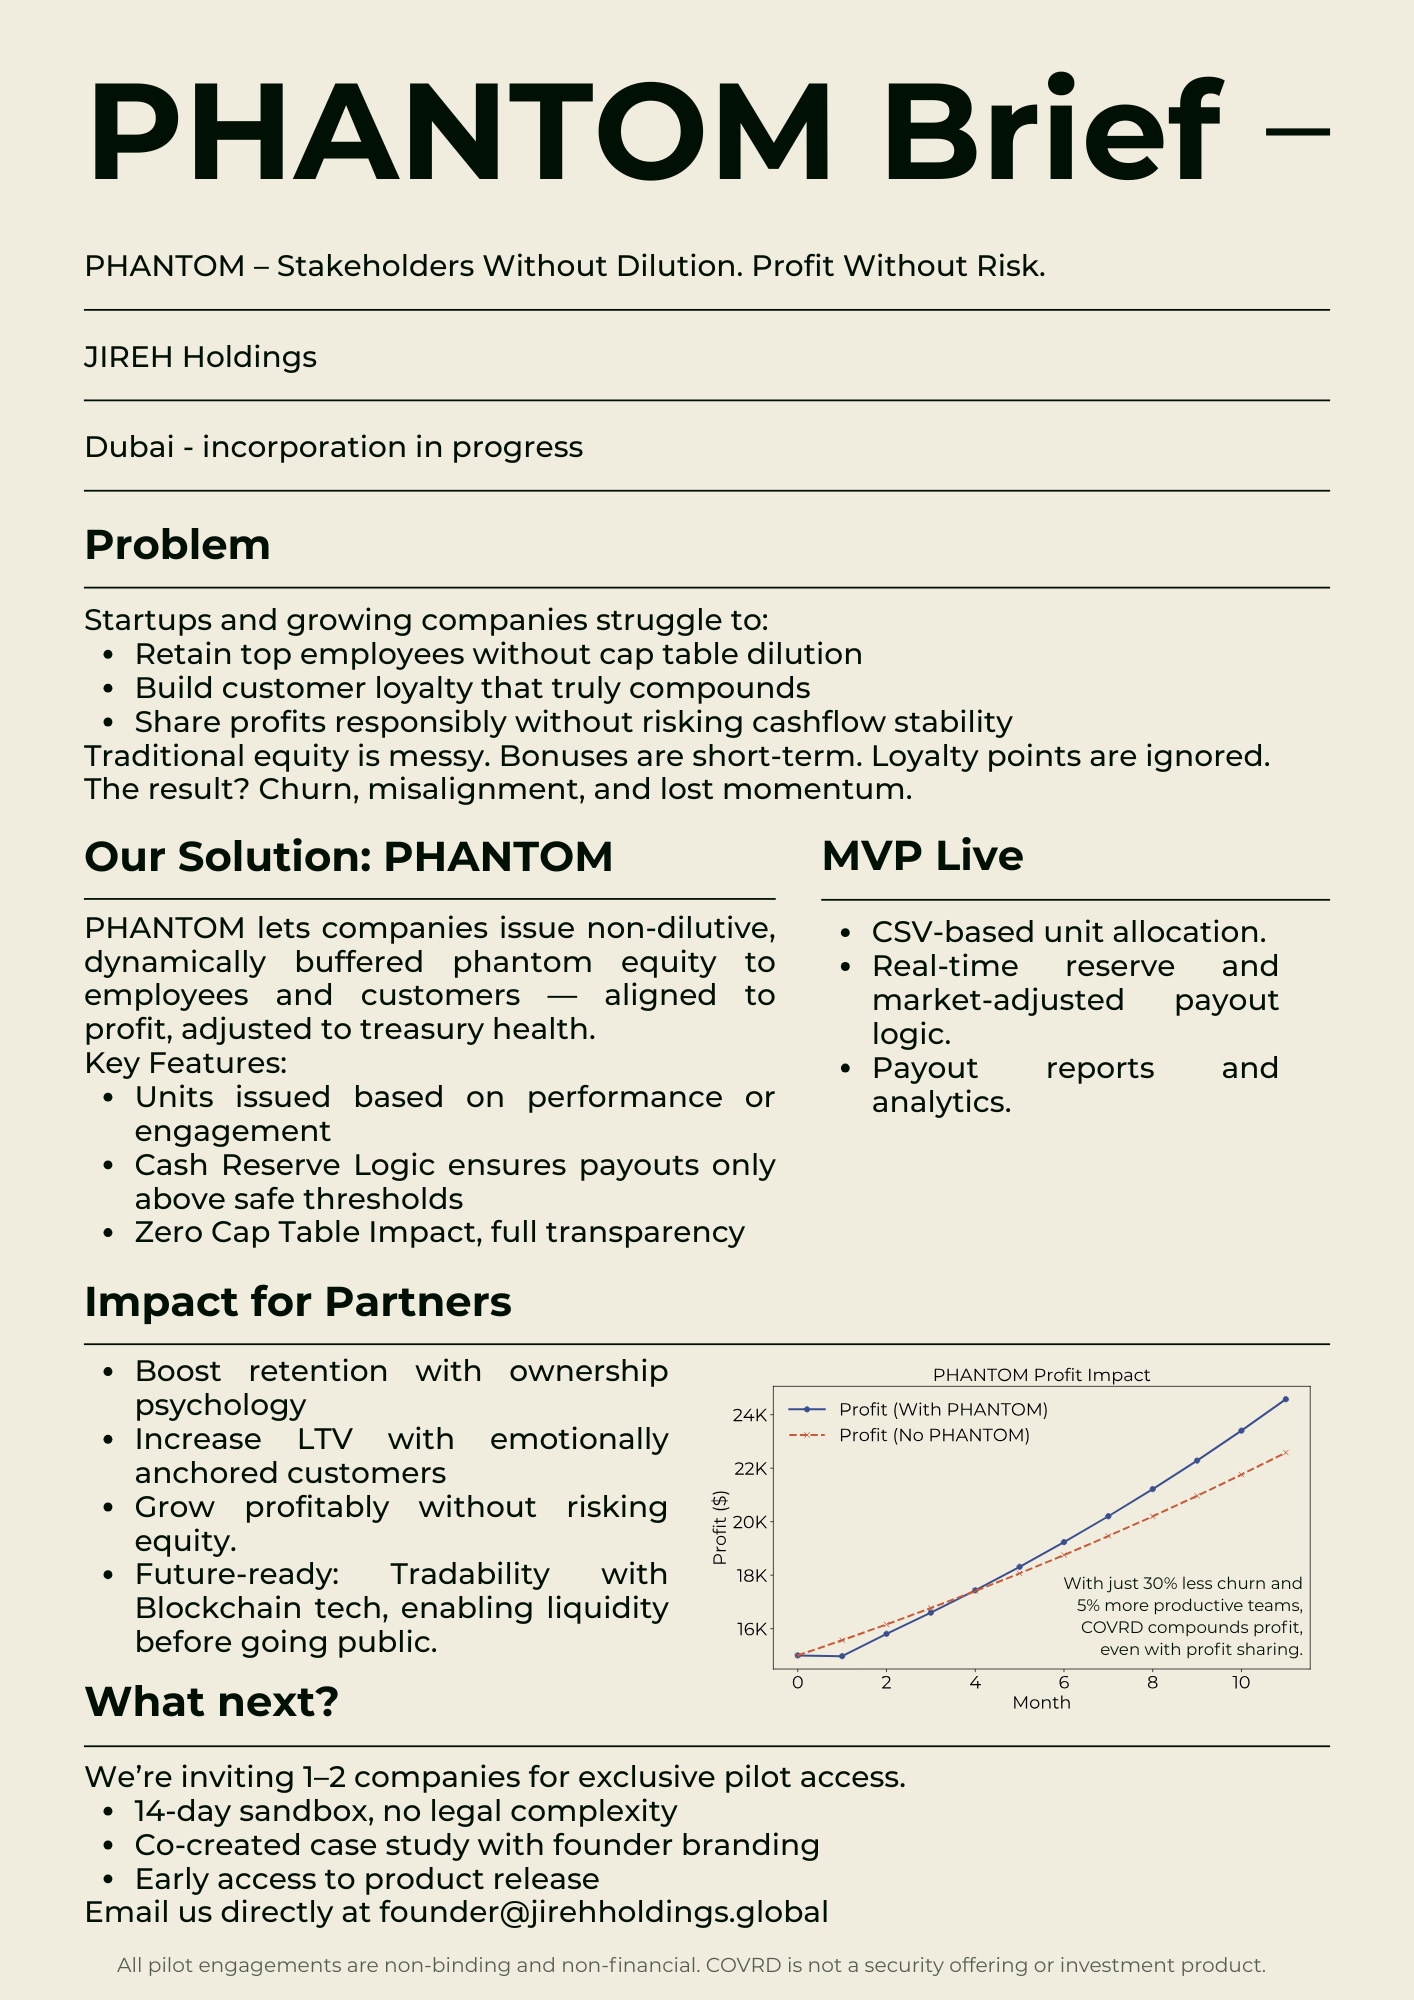 PHANTOM Brief –
PHANTOM – Stakeholders Without Dilution. Profit Without Risk.
JIREH Holdings
Dubai - incorporation in progress
Problem
Startups and growing companies struggle to:
• Retain top employees without cap table dilution
• Build customer loyalty that truly compounds
• Share profits responsibly without risking cashflow stability
Traditional equity is messy. Bonuses are short-term. Loyalty points are ignored.
The result? Churn, misalignment, and lost momentum.
Our Solution: PHANTOM
PHANTOM lets companies issue non-dilutive,
dynamically buffered phantom equity to
employees and customers — aligned to
profit, adjusted to treasury health.
Key Features:
• Units issued based on performance or
engagement
• Cash Reserve Logic ensures payouts only
above safe thresholds
• Zero Cap Table Impact, full transparency
MVP Live
• CSV-based unit allocation.
• Real-time reserve and
market-adjusted payout
logic.
• Payout reports and
analytics.
Impact for Partners
• Boost retention with ownership
psychology
• Increase LTV with emotionally
anchored customers
• Grow profitably without risking
equity.
• Future-ready: Tradability with
Blockchain tech, enabling liquidity
before going public.
PHANTOM Profit Impact
Profit (With PHANTOM)
Profit (No PHANTOM)
Profit ($)
24K
22K
20K
18K
16K
With just 30% less churn and
5% more productive teams,
COVRD compounds profit,
even with profit sharing.
0 2 4 6 8 10
Month
What next?
We’re inviting 1–2 companies for exclusive pilot access.
• 14-day sandbox, no legal complexity
• Co-created case study with founder branding
• Early access to product release
Email us directly at founder@jirehholdings.global
All pilot engagements are non-binding and non-financial. COVRD is not a security offering or investment product.